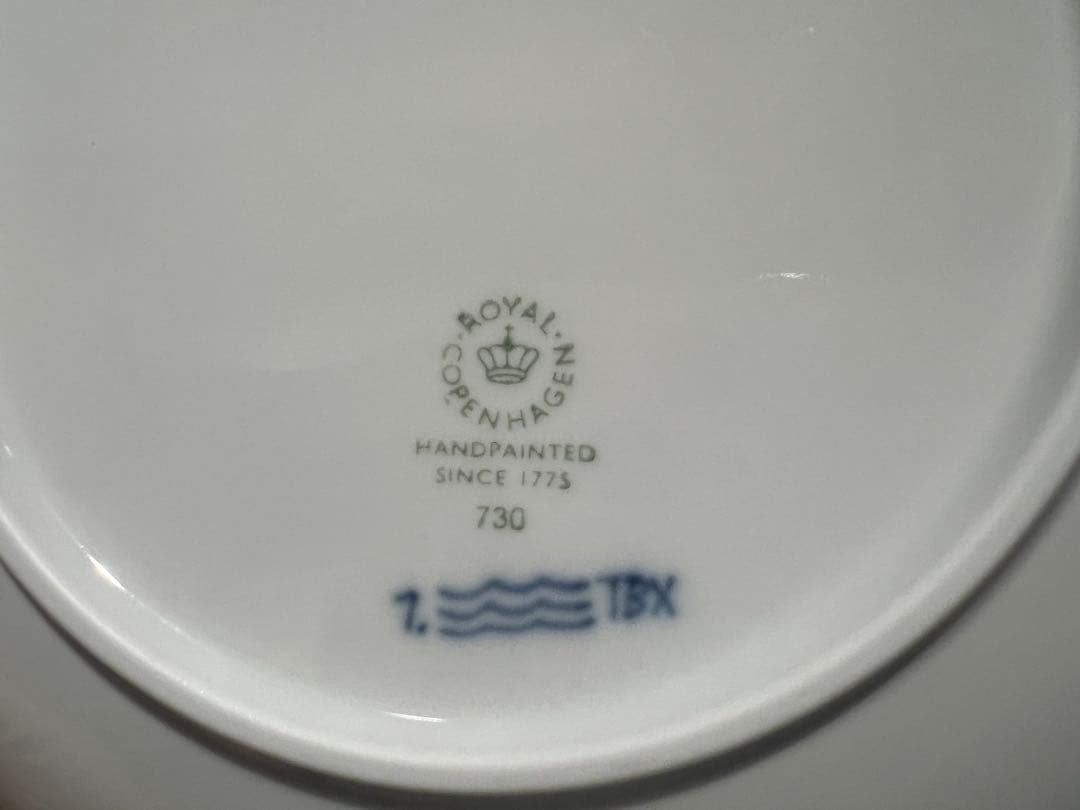 ROYAL
COPENHAGEN
HANDPAINTED
SINCE 1775
730
1. TBX